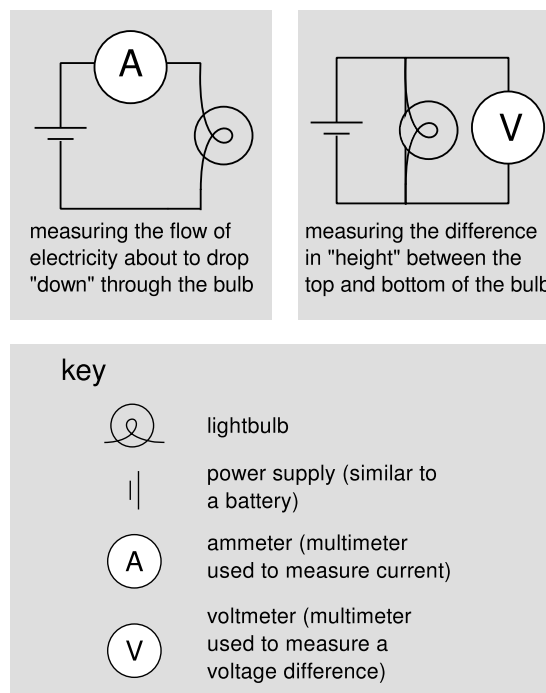 A
V
measuring the flow of
electricity about to drop
"down" through the bulb
measuring the difference
in "height" between the
top and bottom of the bulb
key
lightbulb
power supply (similar to
a battery)
A
ammeter (multimeter
used to measure current)
V
voltmeter (multimeter
used to measure a
voltage difference)